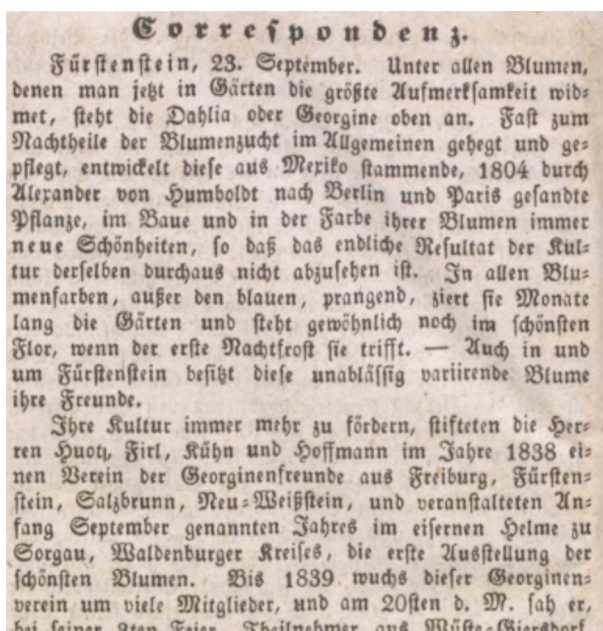 Correspondenz.
Fürstenstein, 23. September. Unter allen Blumen,
denen man jetzt in Gärten die größte Aufmerksamkeit wid-
met, steht die Dahlia oder Georgine oben an. Fast zum
Nachtheile der Blumenzucht im Allgemeinen gehegt und ge-
pflegt, entwickelt diese aus Mexiko stammende, 1804 durch
Alexander von Humboldt nach Berlin und Paris gesandte
Pflanze, im Baue und in der Farbe ihrer Blumen immer
neue Schönheiten, so daß das endliche Resultat der Kul-
tur derselben durchaus nicht abzusehen ist. In allen Blu-
menfarben, außer den blauen, prangend, ziert sie Monate
lang die Gärten und steht gewöhnlich noch im schönsten
Flor, wenn der erste Nachtfrost sie trifft. — Auch in und
um Fürstenstein besitzt diese unablässig variirende Blume
ihre Freunde.
Ihre Kultur immer mehr zu fördern, stifteten die Her-
ren Huoth, Firl, Kühn und Hoffmann im Jahre 1838 ei-
nen Verein der Georginenfreunde aus Freiburg, Fürsten-
stein, Salzbrunn, Neu-Weißstein, und veranstalteten An-
fang September genannten Jahres im eisernen Helme zu
Sorgau, Waldenburger Kreises, die erste Ausstellung der
schönsten Blumen. Bis 1839 wuchs dieser Georginen-
verein um viele Mitglieder, und am 20sten d. M. sah er,
bei seiner 3ten Feier, Theilnehmer aus Wüste-Giersdorf,